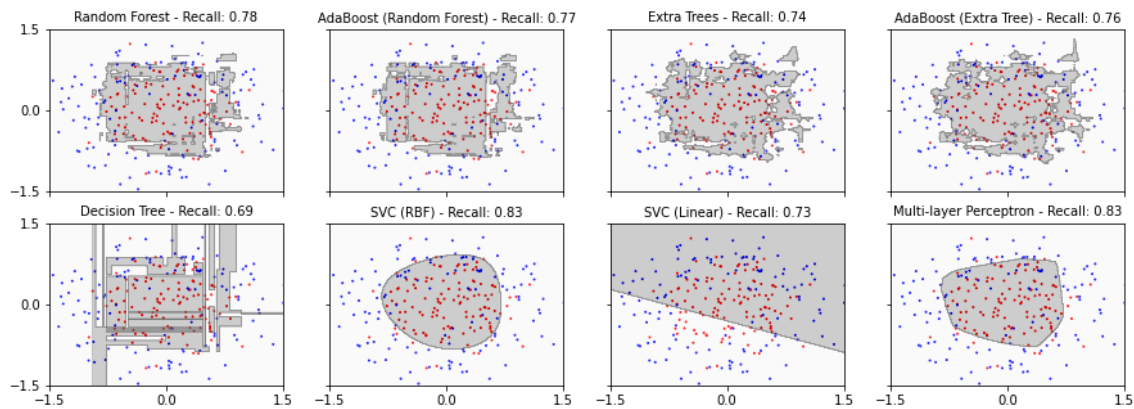 Random Forest - Recall: 0.78
AdaBoost (Random Forest) - Recall: 0.77
Extra Trees - Recall: 0.74
AdaBoost (Extra Tree) - Recall: 0.76
1.5
0.0
−1.5
Decision Tree - Recall: 0.69
SVC (RBF) - Recall: 0.83
SVC (Linear) - Recall: 0.73
Multi-layer Perceptron - Recall: 0.83
1.5
0.0
−1.5
−1.5 0.0 1.5
−1.5 0.0 1.5
−1.5 0.0 1.5
−1.5 0.0 1.5